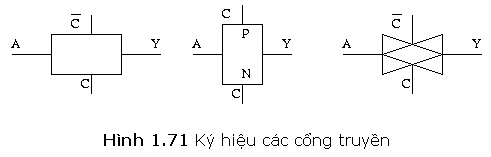 C̅ C C̅
P
A Y A Y A Y
N
C C C
Hình 1.71 Ký hiệu các cổng truyền